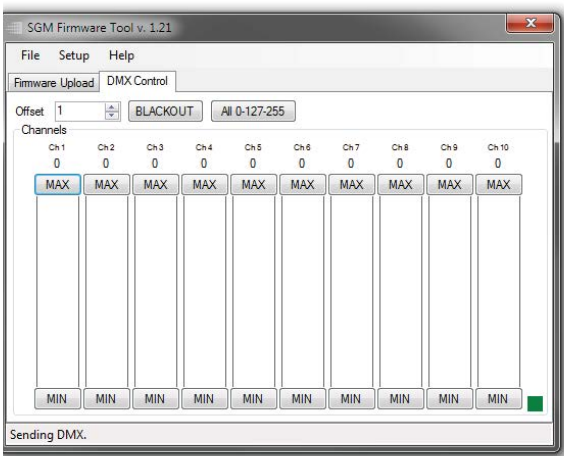 SGM Firmware Tool v. 1.21
File Setup Help
Firmware Upload DMX Control
Offset 1 BLACKOUT All 0-127-255
Channels
Ch 1 Ch 2 Ch 3 Ch 4 Ch 5 Ch 6 Ch 7 Ch 8 Ch 9 Ch 10
0 0 0 0 0 0 0 0 0 0
MAX MAX MAX MAX MAX MAX MAX MAX MAX MAX
MIN MIN MIN MIN MIN MIN MIN MIN MIN MIN
Sending DMX.